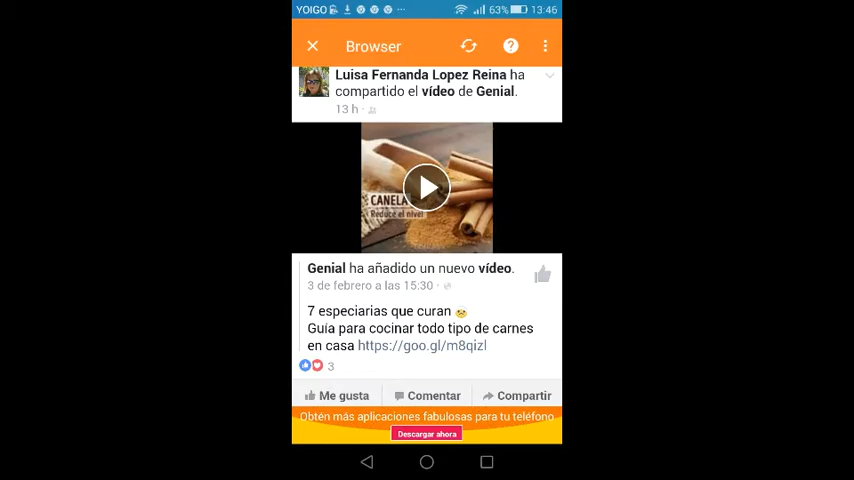 YOIGO 63% 13:46
Browser
Luisa Fernanda Lopez Reina ha
compartido el vídeo de Genial.
13 h ·
CANELA
Reduce el nivel
Genial ha añadido un nuevo vídeo.
3 de febrero a las 15:30 ·
7 especiarias que curan
Guía para cocinar todo tipo de carnes
en casa https://goo.gl/m8qizl
3
Me gusta Comentar Compartir
Obtén más aplicaciones fabulosas para tu teléfono
Descargar ahora